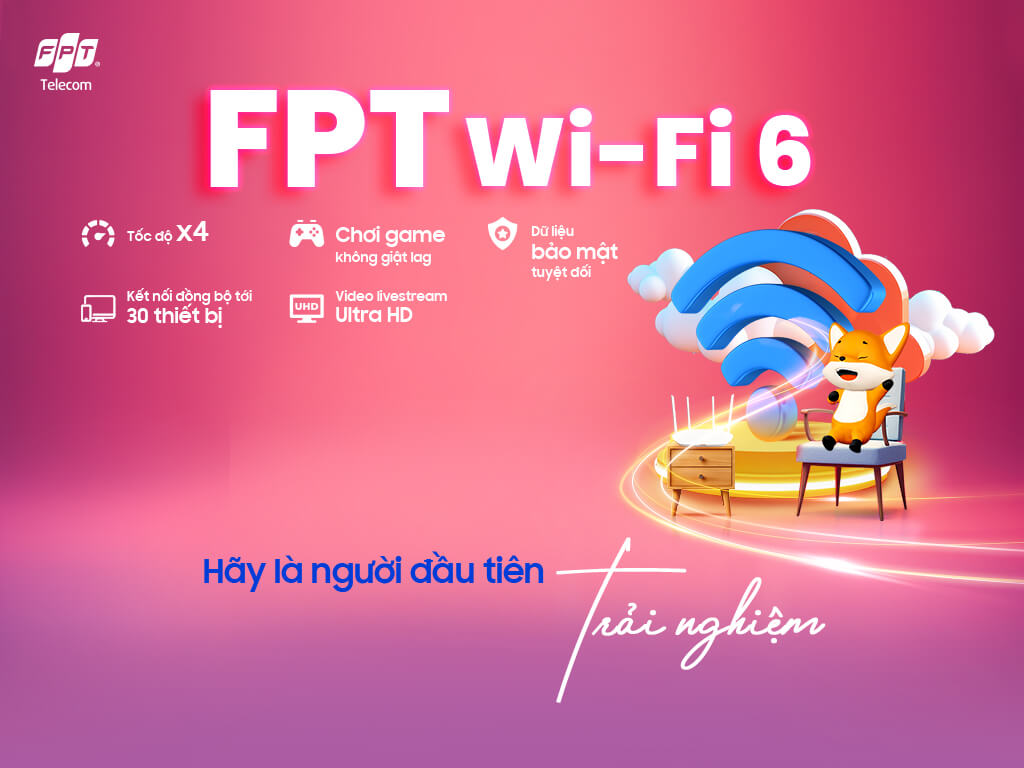 FPT
Telecom
FPT Wi-Fi 6
Tốc độ x4
Chơi game
không giật lag
Dữ liệu
bảo mật
tuyệt đối
Kết nối đồng bộ tới
30 thiết bị
UHD
Video livestream
Ultra HD
Hãy là người đầu tiên
Trải nghiệm